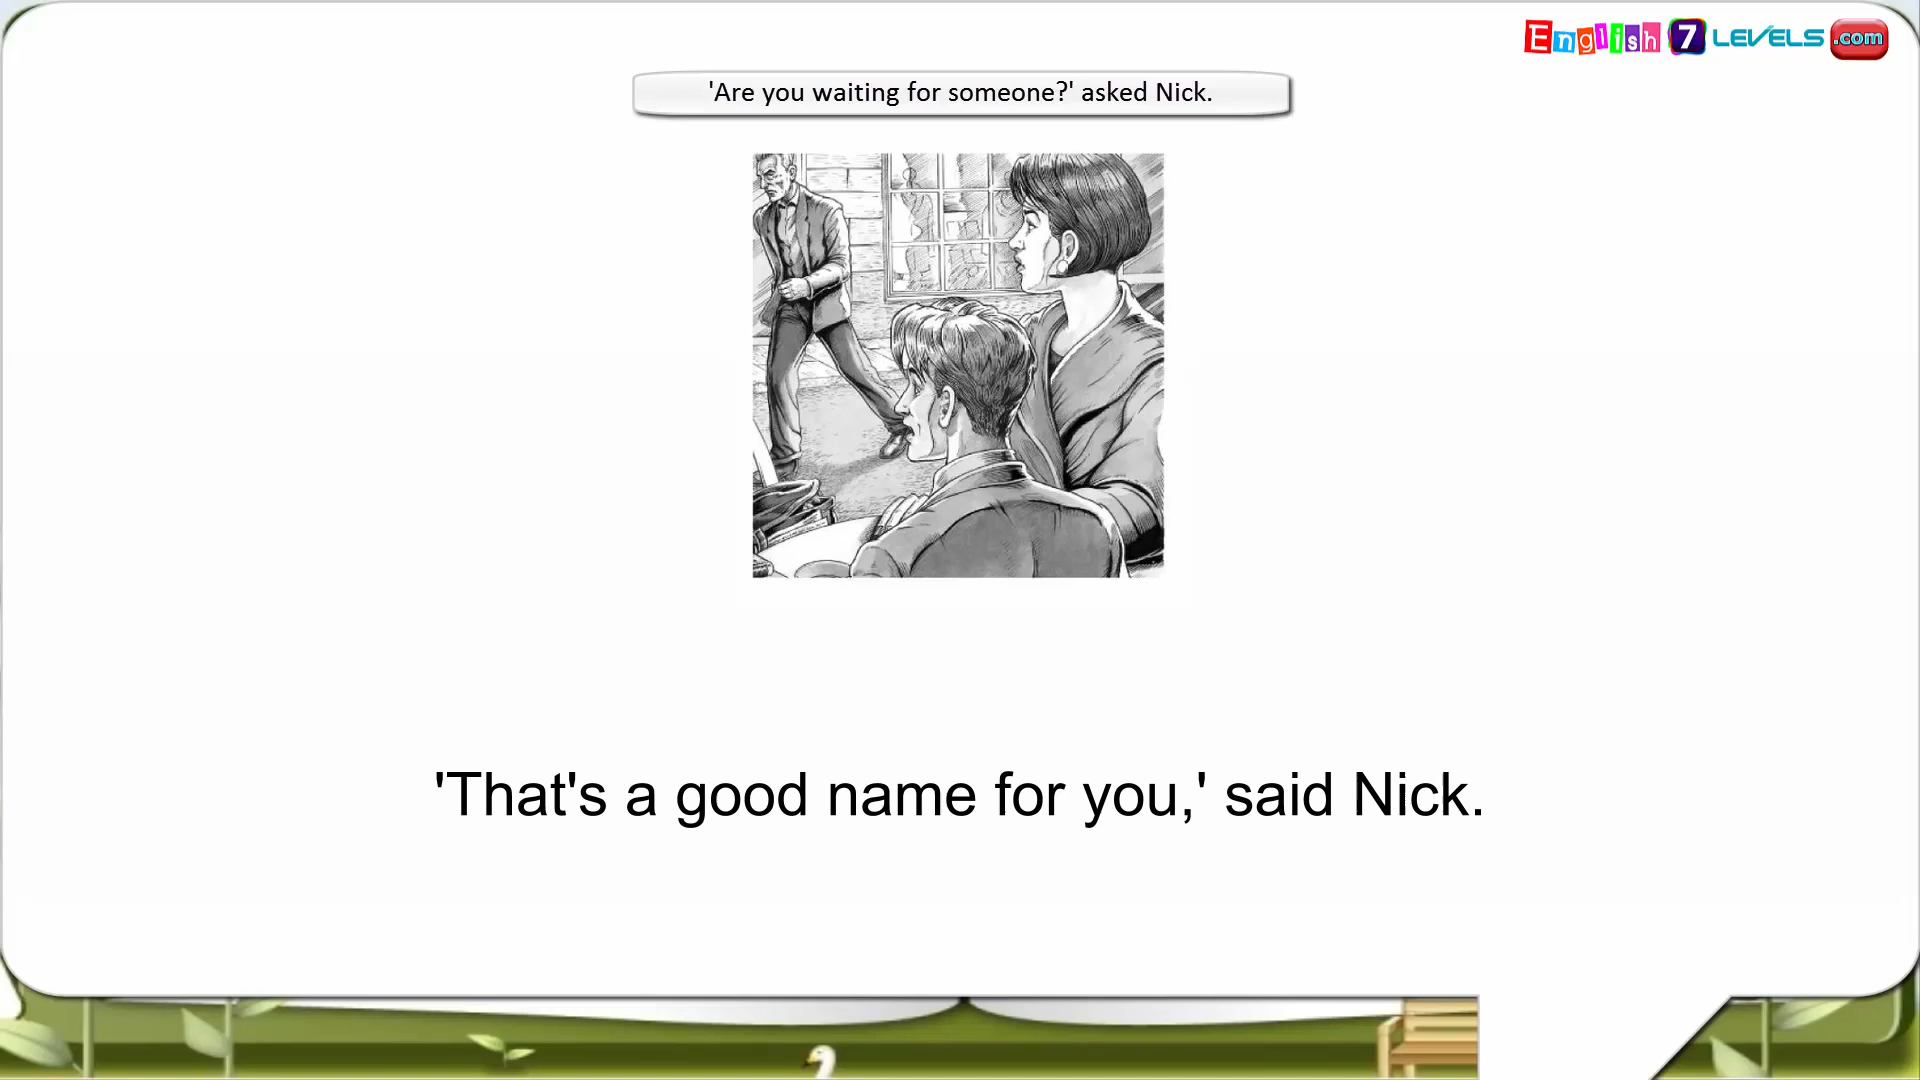 English 7 LEVELS .com
'Are you waiting for someone?' asked Nick.
'That's a good name for you,' said Nick.